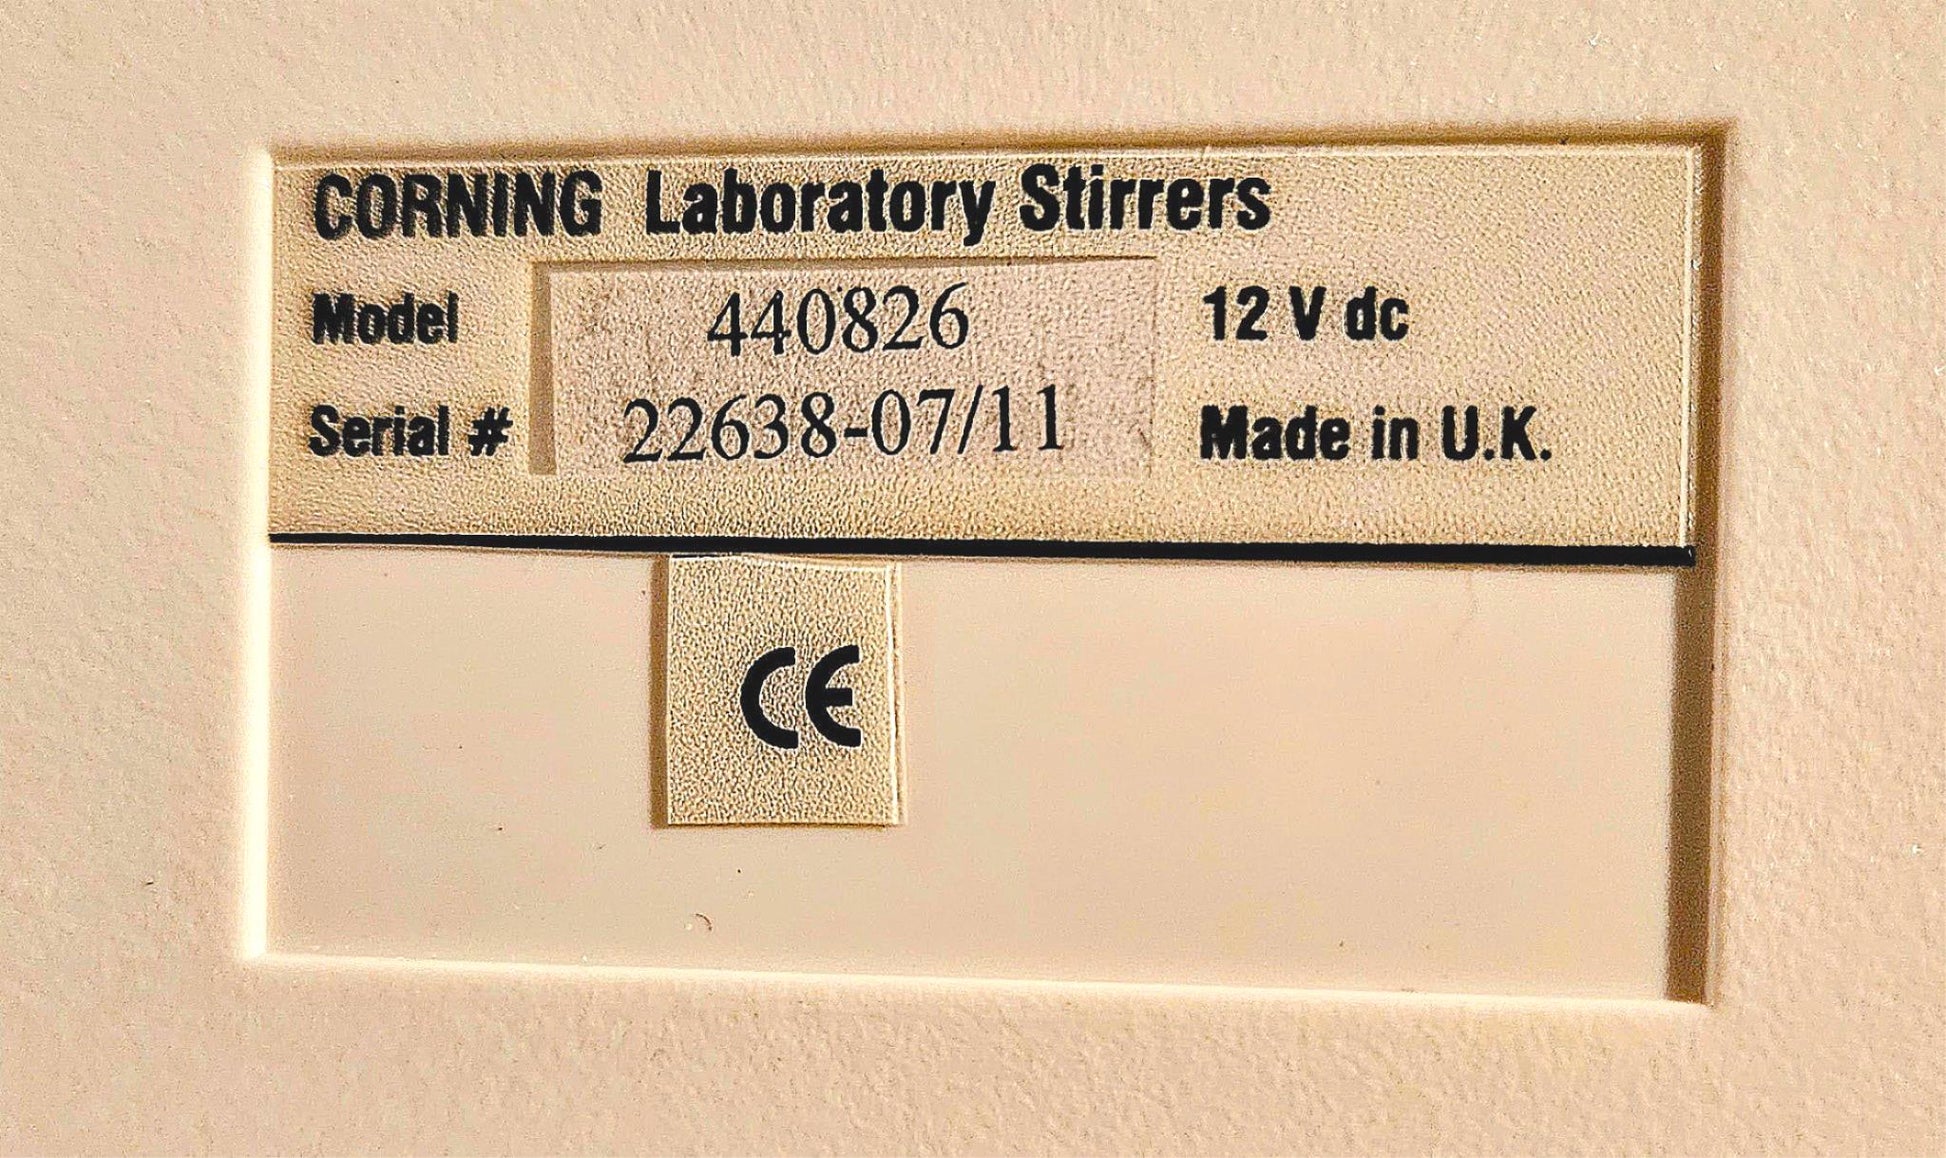 CORNING Laboratory Stirrers
Model 440826 12 V dc
Serial # 22638-07/11 Made in U.K.
CE